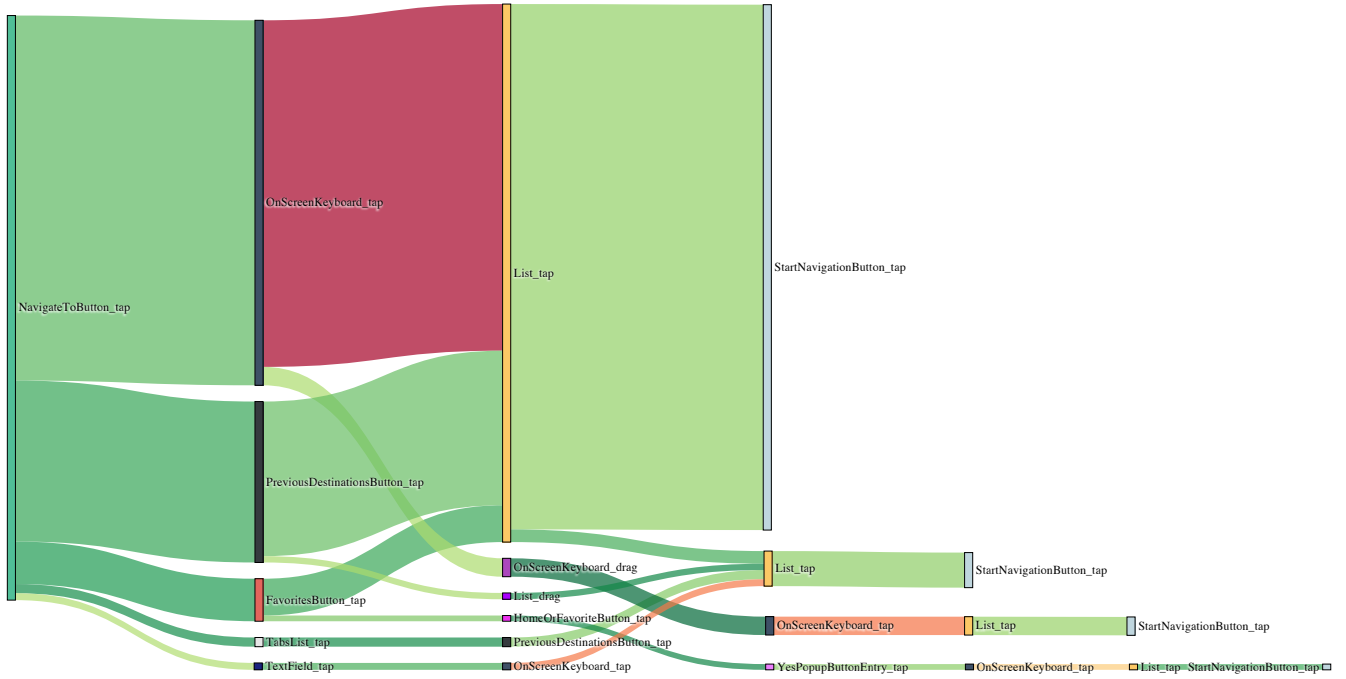 NavigateToButton_tap
OnScreenKeyboard_tap
PreviousDestinationsButton_tap
FavoritesButton_tap
TabsList_tap
TextField_tap
List_tap
OnScreenKeyboard_drag
List_drag
HomeOrFavoriteButton_tap
PreviousDestinationsButton_tap
OnScreenKeyboard_tap
StartNavigationButton_tap
List_tap
OnScreenKeyboard_tap
YesPopupButtonEntry_tap
StartNavigationButton_tap
List_tap
OnScreenKeyboard_tap
StartNavigationButton_tap
List_tap
StartNavigationButton_tap